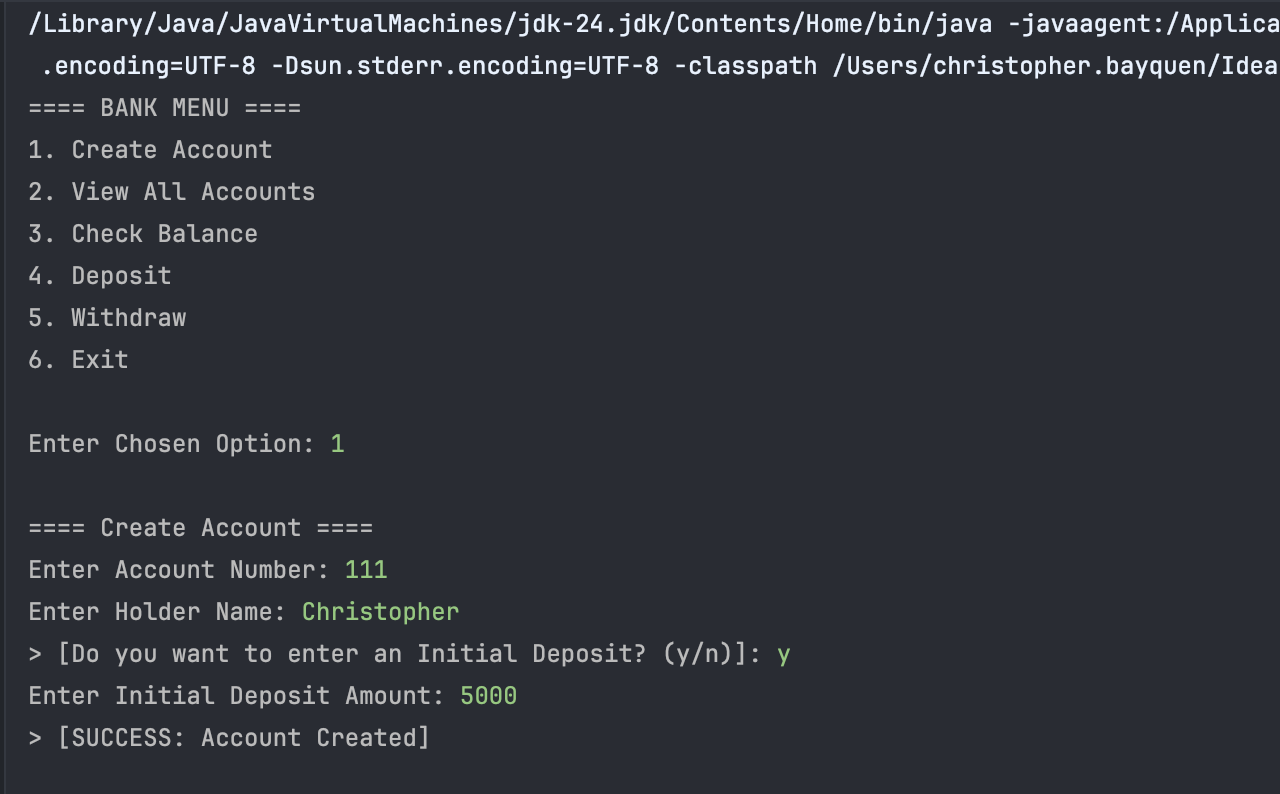 /Library/Java/JavaVirtualMachines/jdk-24.jdk/Contents/Home/bin/java -javaagent:/Applica
.encoding=UTF-8 -Dsun.stderr.encoding=UTF-8 -classpath /Users/christopher.bayquen/Idea
==== BANK MENU ====
1. Create Account
2. View All Accounts
3. Check Balance
4. Deposit
5. Withdraw
6. Exit
Enter Chosen Option: 1
==== Create Account ====
Enter Account Number: 111
Enter Holder Name: Christopher
> [Do you want to enter an Initial Deposit? (y/n)]: y
Enter Initial Deposit Amount: 5000
> [SUCCESS: Account Created]